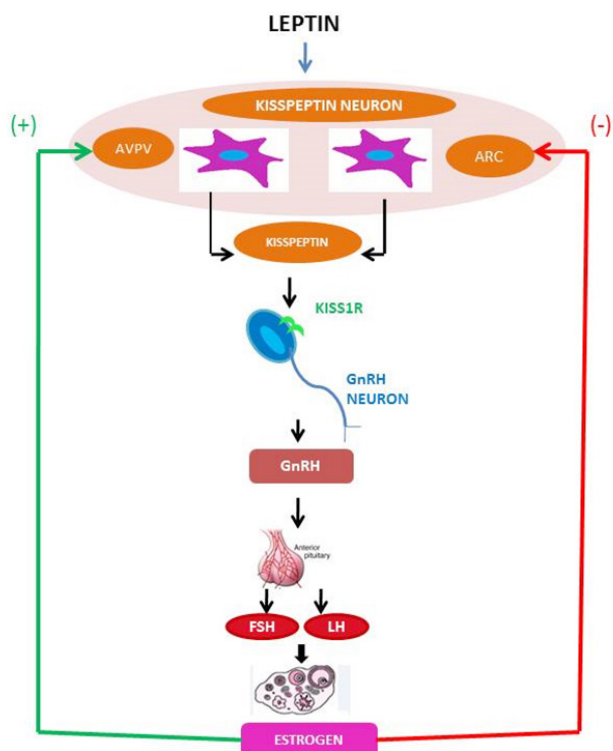 LEPTIN
KISSPEPTIN NEURON
(+)
(-)
AVPV
ARC
KISSPEPTIN
KISS1R
GnRH
NEURON
GnRH
Anterior
pituitary
FSH
LH
ESTROGEN